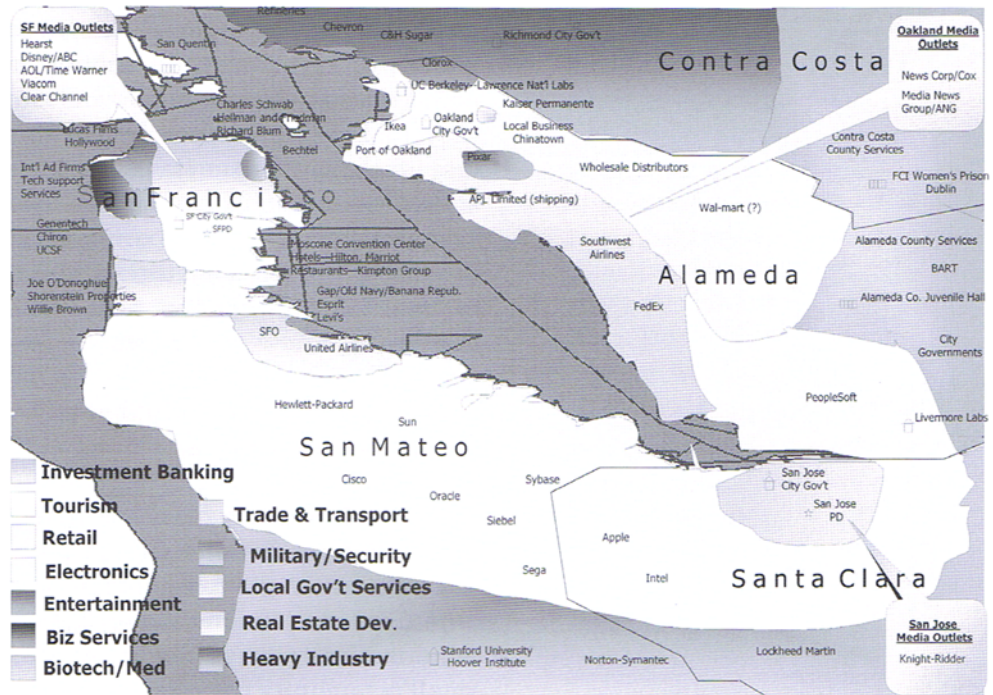 SF Media Outlets
Hearst
Disney/ABC
AOL/Time Warner
Viacom
Clear Channel
San Quentin
Refineries
Chevron
C&H Sugar
Richmond City Gov't
Clorox
Contra Costa
Oakland Media
Outlets
News Corp/Cox
Media News
Group/ANG
UC Berkeley--Lawrence Nat'l Labs
Kaiser Permanente
Oakland
City Gov't
Local Business
Chinatown
Ikea
Port of Oakland
Pixar
Charles Schwab
Hellman and Friedman
Richard Blum
Bechtel
Lucas Films
Hollywood
Int'l Ad Firms
Tech support
Services
San Francisco
SF City Gov't
SFPD
Genentech
Chiron
UCSF
Joe O'Donoghue
Shorenstein Properties
Willie Brown
Moscone Convention Center
Hotels—Hilton, Marriot
Restaurants—Kimpton Group
Gap/Old Navy/Banana Repub.
Esprit
Levi's
SFO
United Airlines
Wholesale Distributors
APL Limited (shipping)
Wal-mart (?)
Southwest
Airlines
Alameda
FedEx
Contra Costa
County Services
FCI Women's Prison
Dublin
Alameda County Services
BART
Alameda Co. Juvenile Hall
City
Governments
PeopleSoft
Livermore Labs
Hewlett-Packard
Sun
San Mateo
Cisco
Oracle
Sybase
Siebel
Sega
San Jose
City Gov't
San Jose
PD
Apple
Intel
Santa Clara
San Jose
Media Outlets
Knight-Ridder
Stanford University
Hoover Institute
Norton-Symantec
Lockheed Martin
Investment Banking
Tourism
Retail
Electronics
Entertainment
Biz Services
Biotech/Med
Trade & Transport
Military/Security
Local Gov't Services
Real Estate Dev.
Heavy Industry